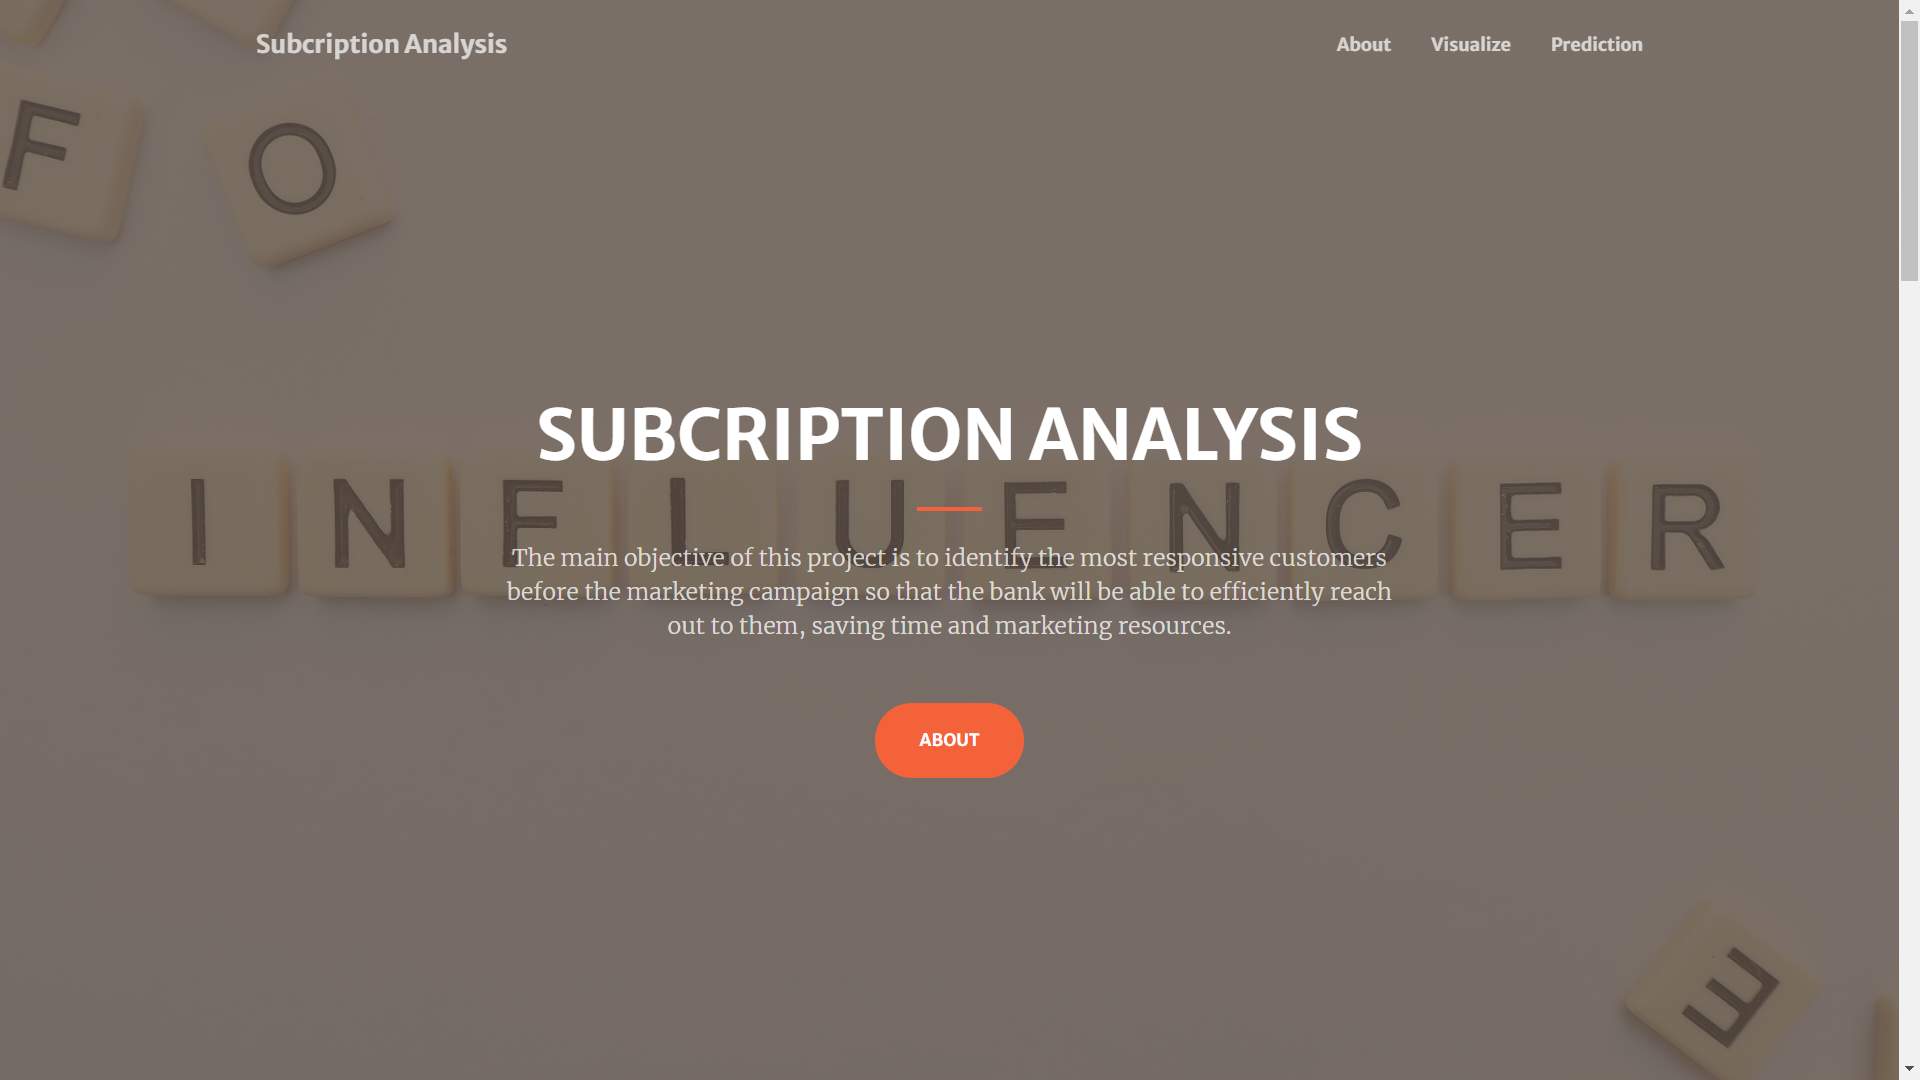 Subcription Analysis
About
Visualize
Prediction
F
O
SUBCRIPTION ANALYSIS
INFLUENCER
The main objective of this project is to identify the most responsive customers
before the marketing campaign so that the bank will be able to efficiently reach
out to them, saving time and marketing resources.
ABOUT
E